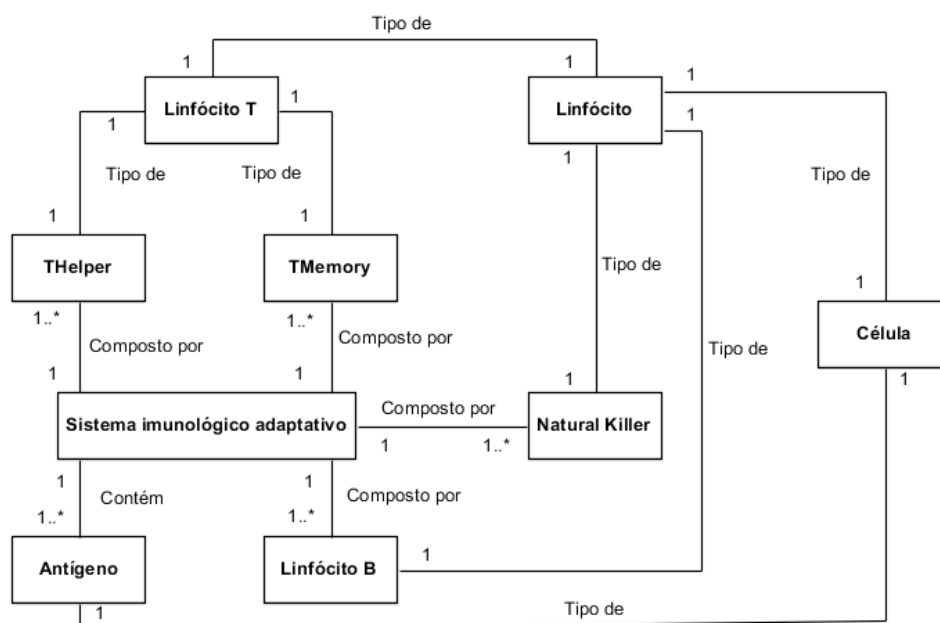 Tipo de
1
1
1
Linfócito T
1
Linfócito
1
1
1
Tipo de
Tipo de
Tipo de
1
1
THelper
TMemory
Tipo de
1
1..*
1..*
Célula
Composto por
Composto por
Tipo de
1
1
1
1
Sistema imunológico adaptativo
Composto por
Natural Killer
1
1..*
1
1
Contém
Composto por
1..*
1..*
Antígeno
Linfócito B
1
1
Tipo de